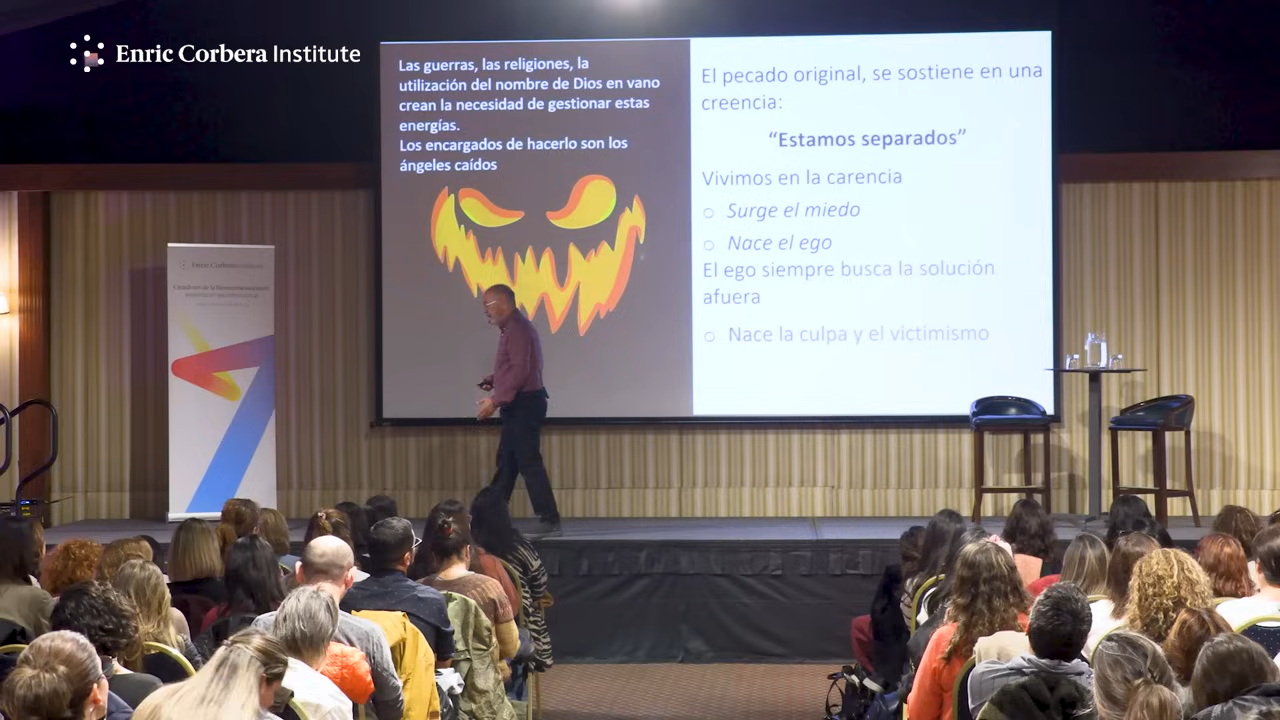 Enric Corbera Institute
Las guerras, las religiones, la
utilización del nombre de Dios en vano
crean la necesidad de gestionar estas
energías.
Los encargados de hacerlo son los
ángeles caídos
El pecado original, se sostiene en una
creencia:
“Estamos separados”
Vivimos en la carencia
○ Surge el miedo
○ Nace el ego
El ego siempre busca la solución
afuera
○ Nace la culpa y el victimismo
Enric Corbera Institute